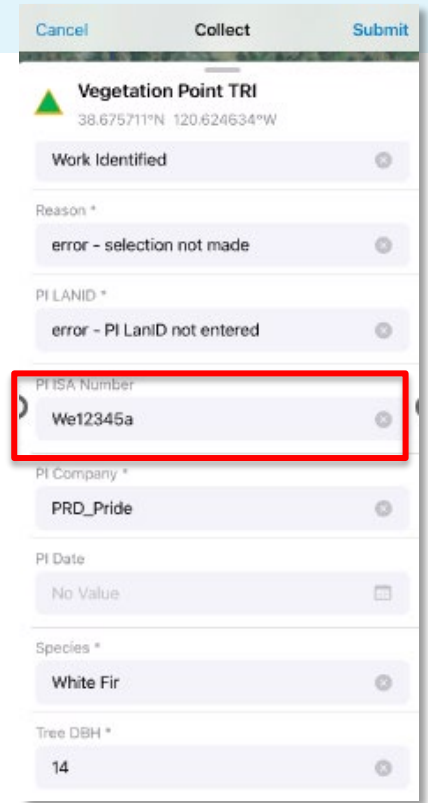 Cancel Collect Submit
Vegetation Point TRI
38.675711°N 120.624634°W
Work Identified
Reason *
error - selection not made
PI LANID *
error - PI LanID not entered
PI ISA Number
We12345a
PI Company *
PRD_Pride
PI Date
No Value
Species *
White Fir
Tree DBH *
14